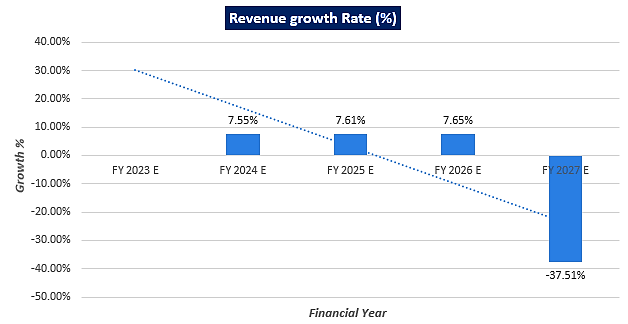 Revenue growth Rate (%)
40.00%
30.00%
20.00%
10.00%
0.00%
-10.00%
-20.00%
-30.00%
-40.00%
-50.00%
Growth %
7.55%
7.61%
7.65%
-37.51%
FY 2023 E
FY 2024 E
FY 2025 E
FY 2026 E
FY 2027 E
Financial Year